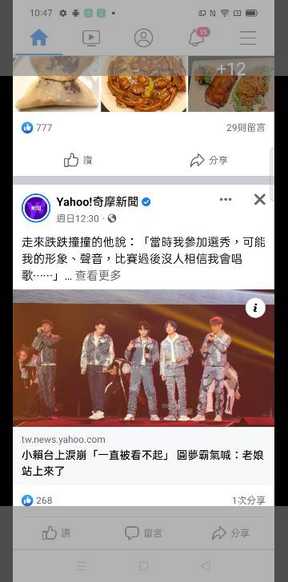 10:47
15
+12
777
29則留言
讚
分享
Yahoo!奇摩新聞
週日12:30
走來跌跌撞撞的他說：「當時我參加選秀，可能
我的形象、聲音，比賽過後沒人相信我會唱
歌⋯⋯」… 查看更多
tw.news.yahoo.com
小賴台上淚崩「一直被看不起」 圓夢霸氣喊：老娘
站上來了
268
1次分享
讚
留言
分享